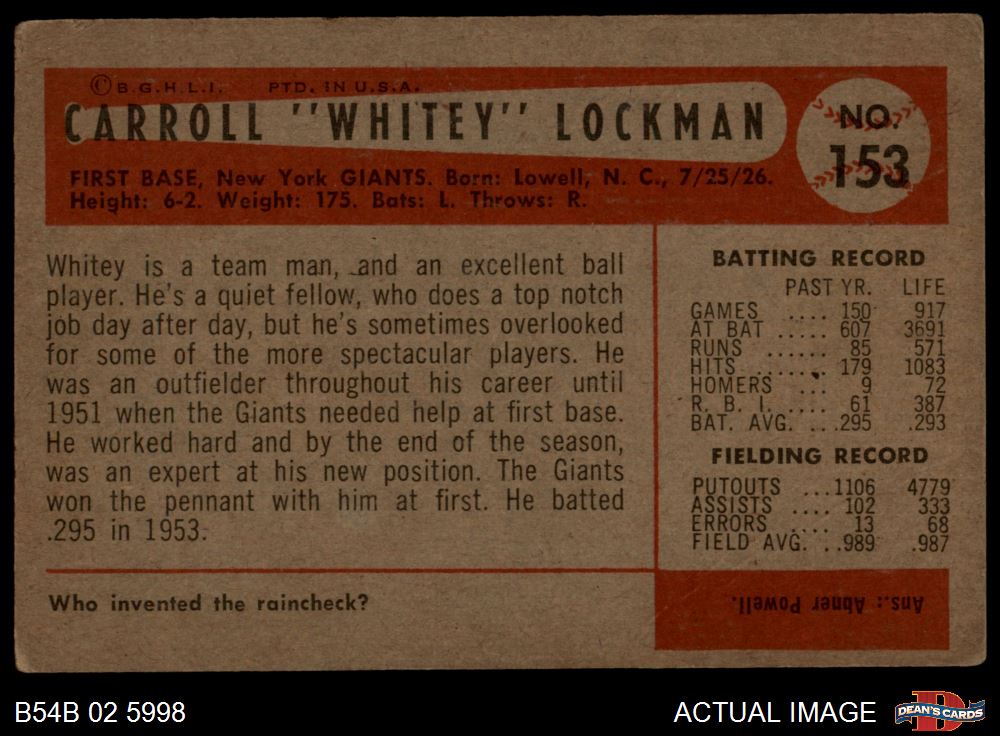 ©B.G.H.L.I. PTD. IN U.S.A.
CARROLL "WHITEY" LOCKMAN
NO.
153
FIRST BASE, New York GIANTS. Born: Lowell, N. C., 7/25/26.
Height: 6-2. Weight: 175. Bats: L. Throws: R.
Whitey is a team man, and an excellent ball
player. He's a quiet fellow, who does a top notch
job day after day, but he's sometimes overlooked
for some of the more spectacular players. He
was an outfielder throughout his career until
1951 when the Giants needed help at first base.
He worked hard and by the end of the season,
was an expert at his new position. The Giants
won the pennant with him at first. He batted
.295 in 1953.
BATTING RECORD
PAST YR. LIFE
GAMES .... 150 917
AT BAT ..... 607 3691
RUNS ...... 85 571
HITS ........ 179 1083
HOMERS .... 9 72
R. B. I. .... 61 387
BAT. AVG. ...295 .293
FIELDING RECORD
PUTOUTS ...1106 4779
ASSISTS .... 102 333
ERRORS .... 13 68
FIELD AVG. ..989 .987
Who invented the raincheck?
Ans.: Abner Powell.
B54B 02 5998
ACTUAL IMAGE
DEAN'S CARDS